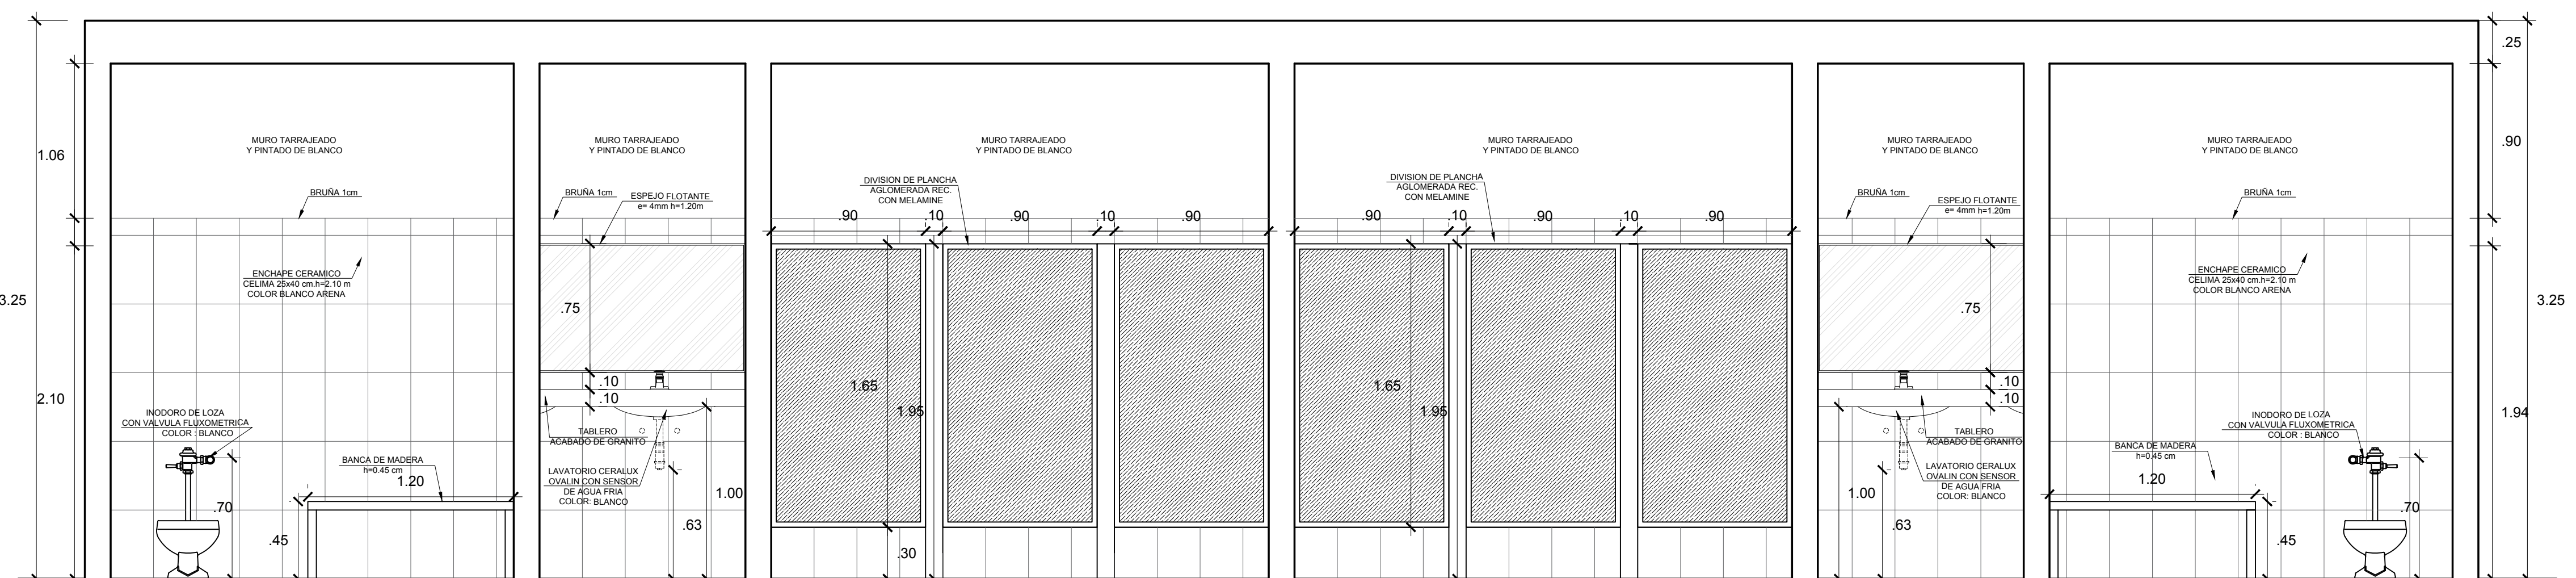 3.25
1.06
2.10
MURO TARRAJEADO
Y PINTADO DE BLANCO
BRUÑA 1cm
ENCHAPE CERAMICO
CELIMA 25x40 cm.h=2.10 m
COLOR BLANCO ARENA
INODORO DE LOZA
CON VALVULA FLUXOMETRICA
COLOR : BLANCO
.70
BANCA DE MADERA
h=0.45 cm
1.20
.45
MURO TARRAJEADO
Y PINTADO DE BLANCO
BRUÑA 1cm
ESPEJO FLOTANTE
e= 4mm h=1.20m
.75
.10
.10
TABLERO
ACABADO DE GRANITO
LAVATORIO CERALUX
OVALIN CON SENSOR
DE AGUA FRIA
COLOR: BLANCO
1.00
.63
MURO TARRAJEADO
Y PINTADO DE BLANCO
DIVISION DE PLANCHA
AGLOMERADA REC.
CON MELAMINE
.90
.10
.90
.10
.90
1.65
1.95
.30
MURO TARRAJEADO
Y PINTADO DE BLANCO
DIVISION DE PLANCHA
AGLOMERADA REC.
CON MELAMINE
.90
.10
.90
.10
.90
1.65
1.95
MURO TARRAJEADO
Y PINTADO DE BLANCO
BRUÑA 1cm
ESPEJO FLOTANTE
e= 4mm h=1.20m
.75
.10
.10
TABLERO
ACABADO DE GRANITO
LAVATORIO CERALUX
OVALIN CON SENSOR
DE AGUA FRIA
COLOR: BLANCO
1.00
.63
MURO TARRAJEADO
Y PINTADO DE BLANCO
BRUÑA 1cm
ENCHAPE CERAMICO
CELIMA 25x40 cm.h=2.10 m
COLOR BLANCO ARENA
INODORO DE LOZA
CON VALVULA FLUXOMETRICA
COLOR : BLANCO
BANCA DE MADERA
h=0.45 cm
1.20
.70
.45
.25
.90
1.94
3.25